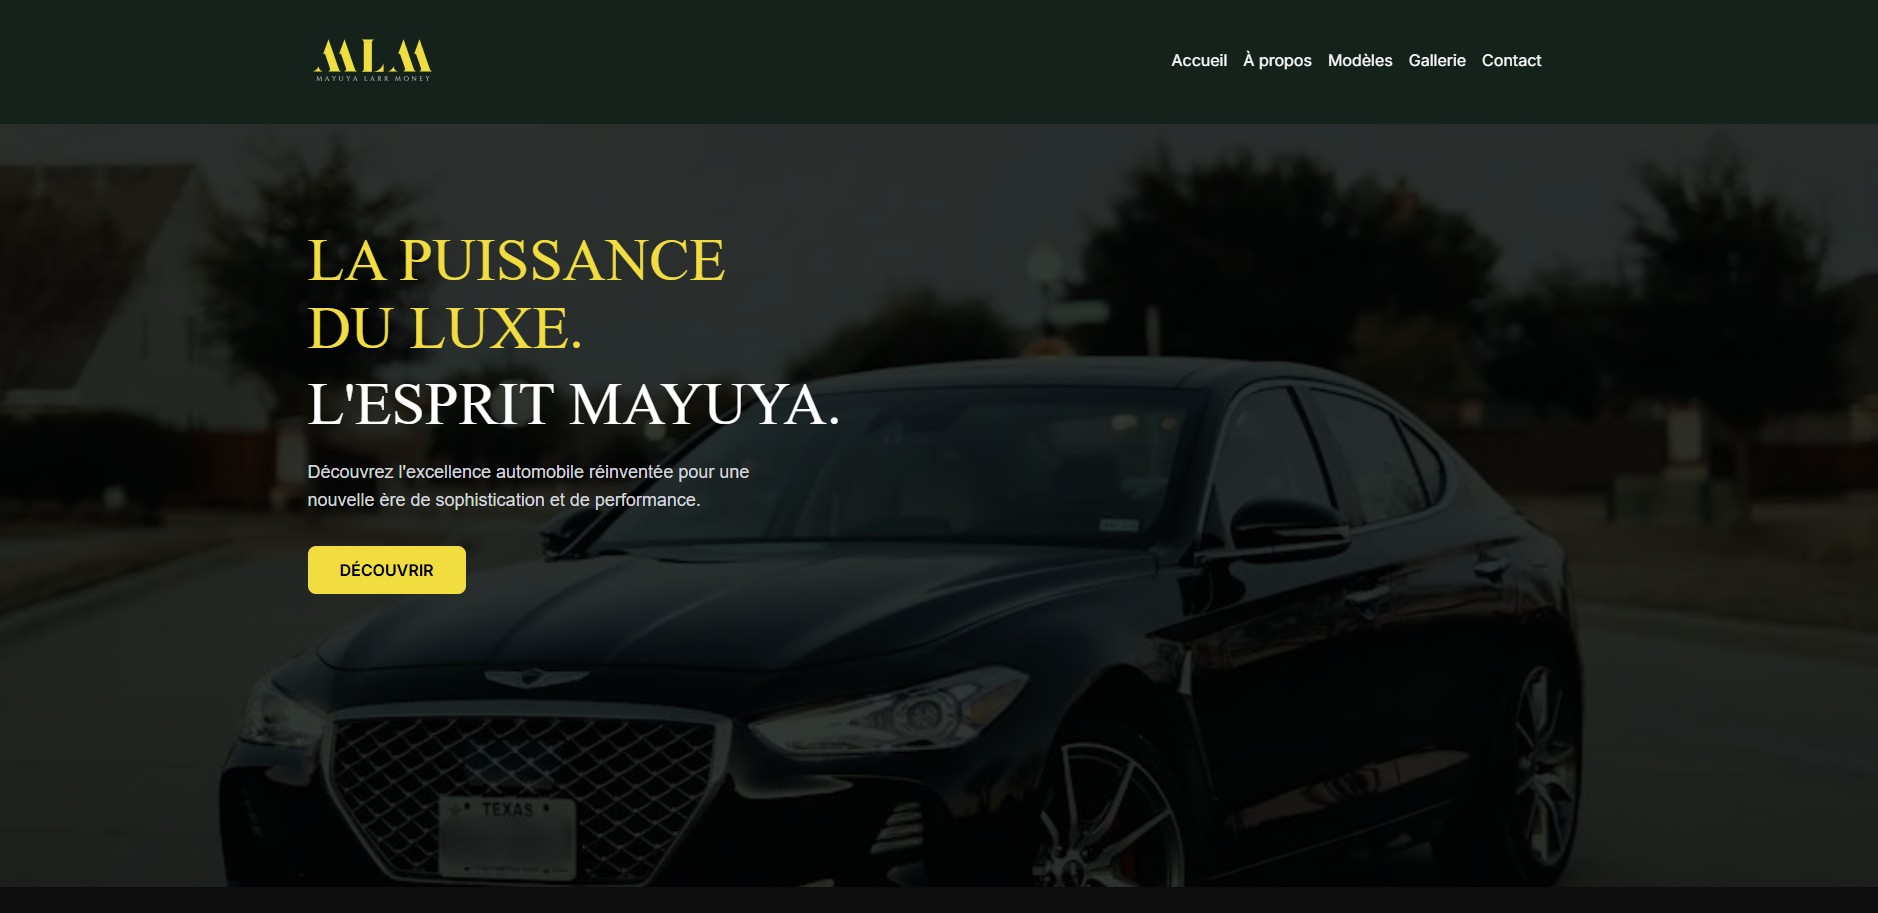 MLM
MAYUYA LARR MONEY
Accueil À propos Modèles Gallerie Contact
LA PUISSANCE
DU LUXE.
L'ESPRIT MAYUYA.
Découvrez l'excellence automobile réinventée pour une
nouvelle ère de sophistication et de performance.
DÉCOUVRIR
TEXAS